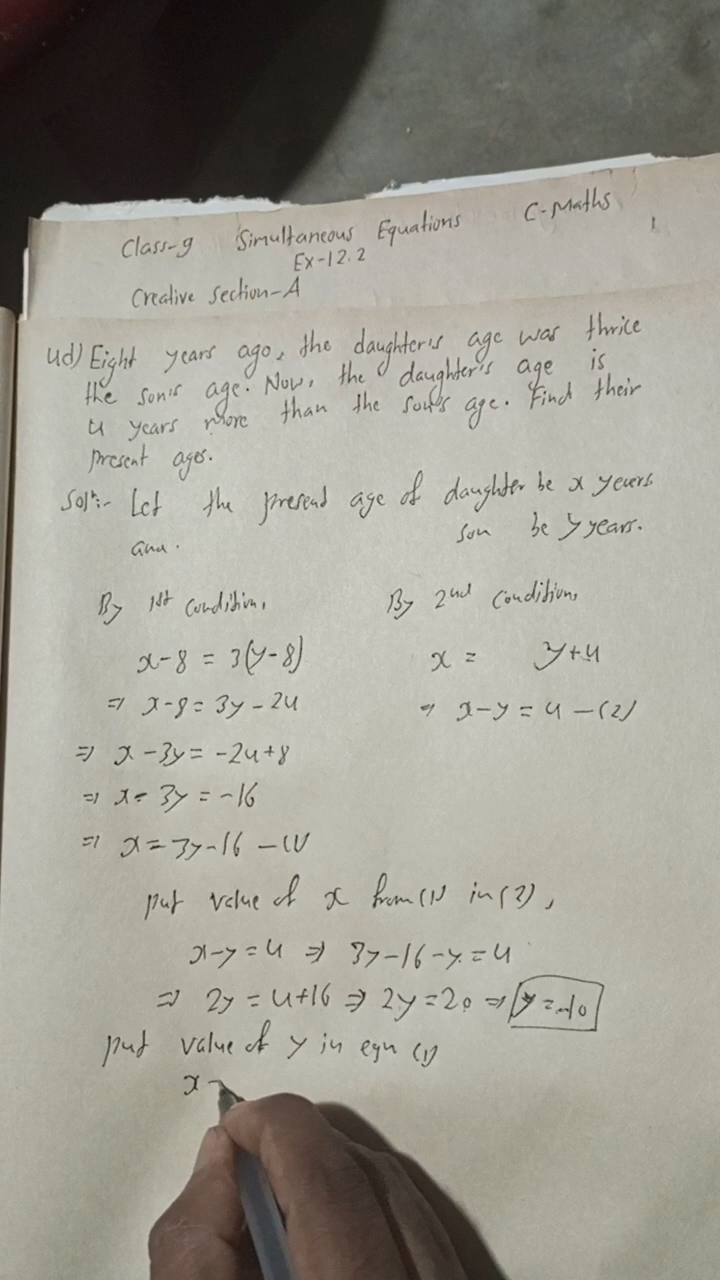 Class-9 Simultaneous Equations C-Maths
Ex-12.2
Creative Section-A
4d) Eight years ago, the daughter's age was thrice
the son's age. Now, the daughter's age is
4 years more than the son's age. Find their
present ages.
Solⁿ:- Let the present age of daughter be x years
and. son be y years.
By 1st condition, By 2nd condition,
x-8 = 3(y-8) x = y+4
⇒ x-8 = 3y-24 ⇒ x-y = 4 -(2)
⇒ x-3y = -24+8
⇒ x-3y = -16
⇒ x = 3y-16 -(1)
put value of x from (1) in (2),
x-y = 4 ⇒ 3y-16-y = 4
⇒ 2y = 4+16 ⇒ 2y = 20 ⇒ y = 10
put value of y in eqn (1)
x